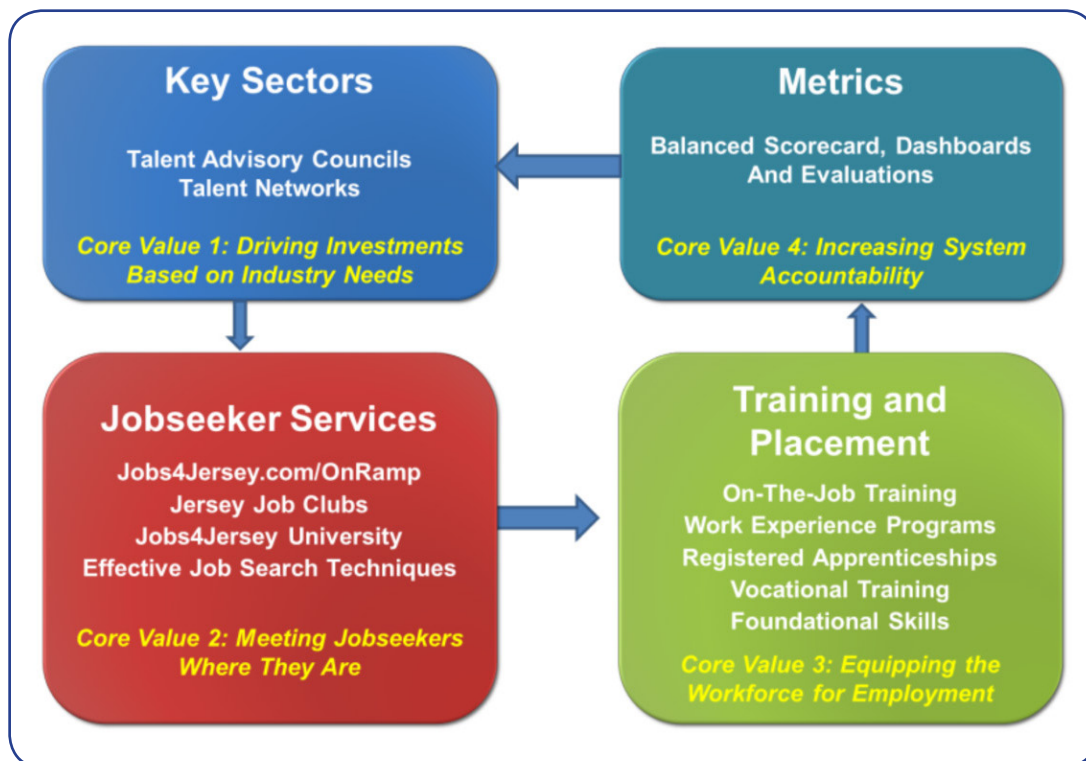 Key Sectors
Talent Advisory Councils
Talent Networks
Core Value 1: Driving Investments
Based on Industry Needs
Metrics
Balanced Scorecard, Dashboards
And Evaluations
Core Value 4: Increasing System
Accountability
Jobseeker Services
Jobs4Jersey.com/OnRamp
Jersey Job Clubs
Jobs4Jersey University
Effective Job Search Techniques
Core Value 2: Meeting Jobseekers
Where They Are
Training and
Placement
On-The-Job Training
Work Experience Programs
Registered Apprenticeships
Vocational Training
Foundational Skills
Core Value 3: Equipping the
Workforce for Employment